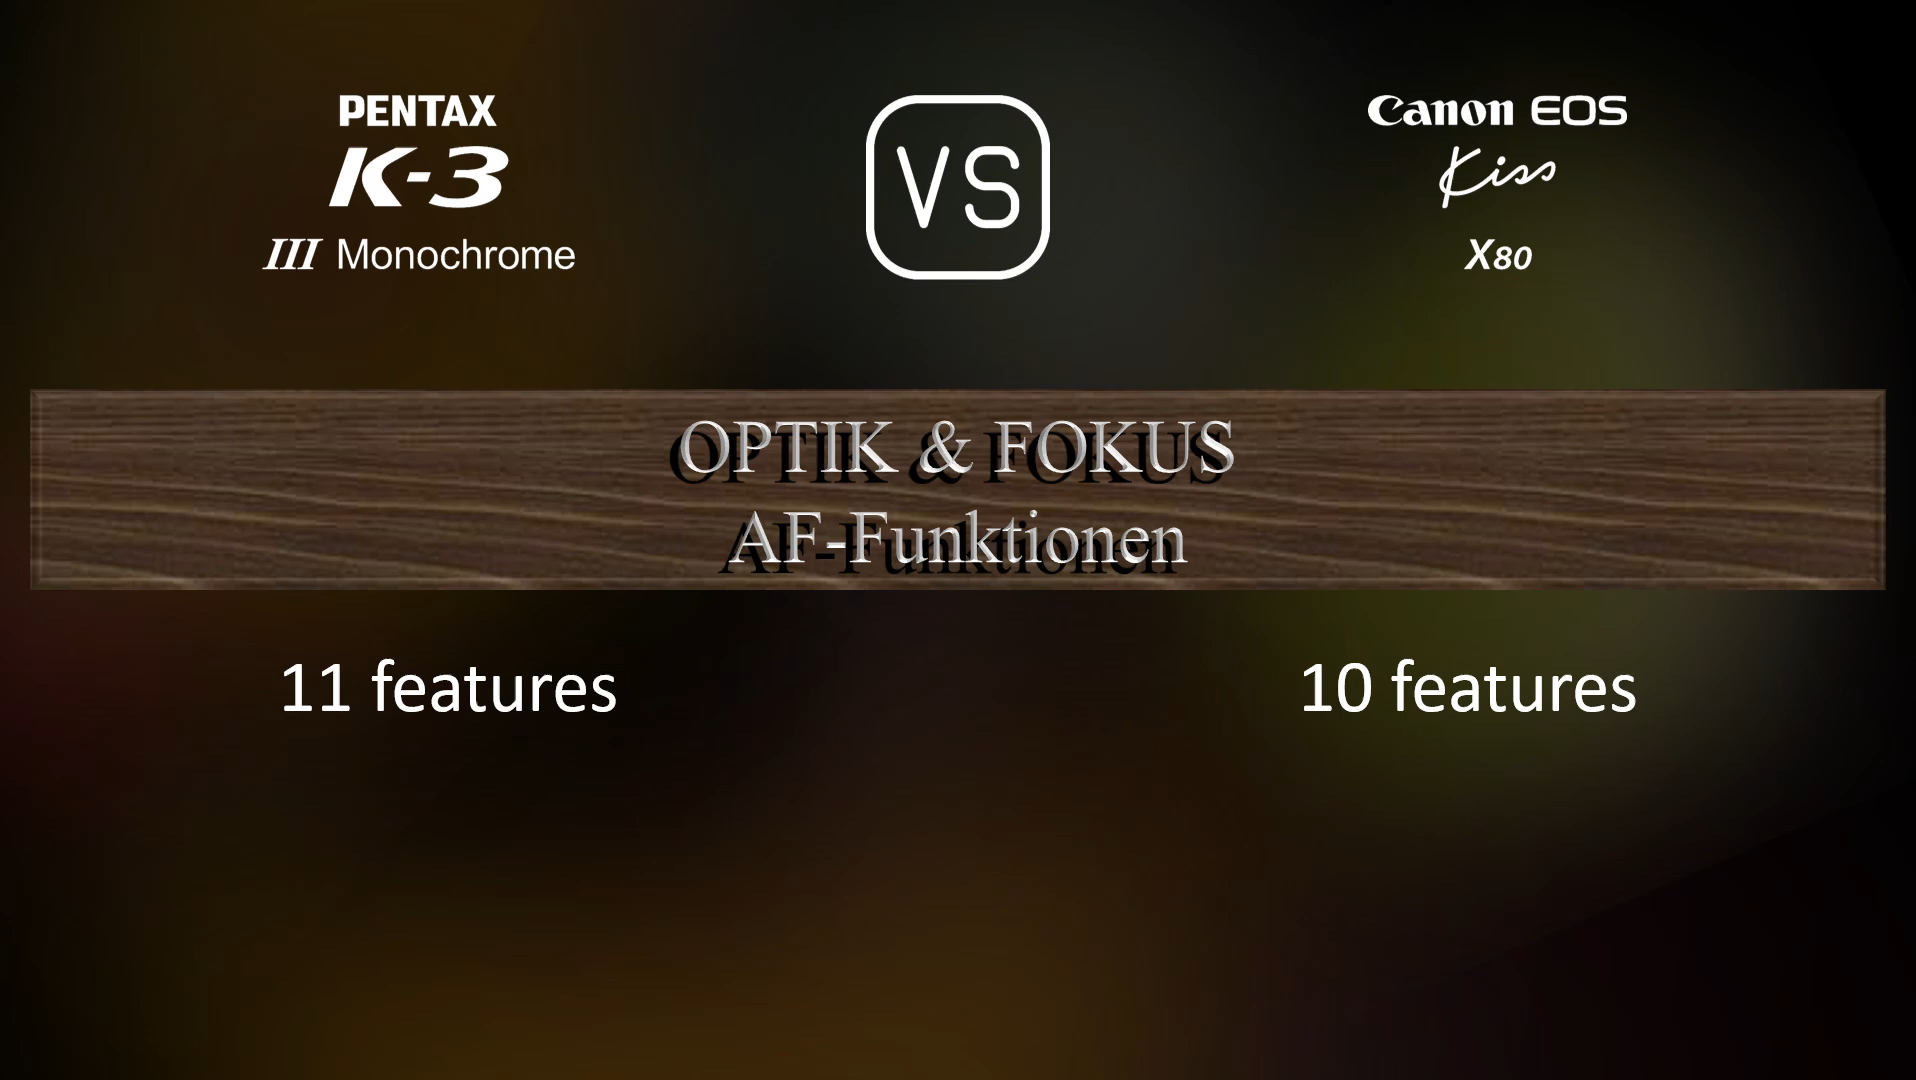 PENTAX
K-3
III Monochrome
VS
Canon EOS
Kiss
X80
OPTIK & FOKUS
AF-Funktionen
11 features
10 features